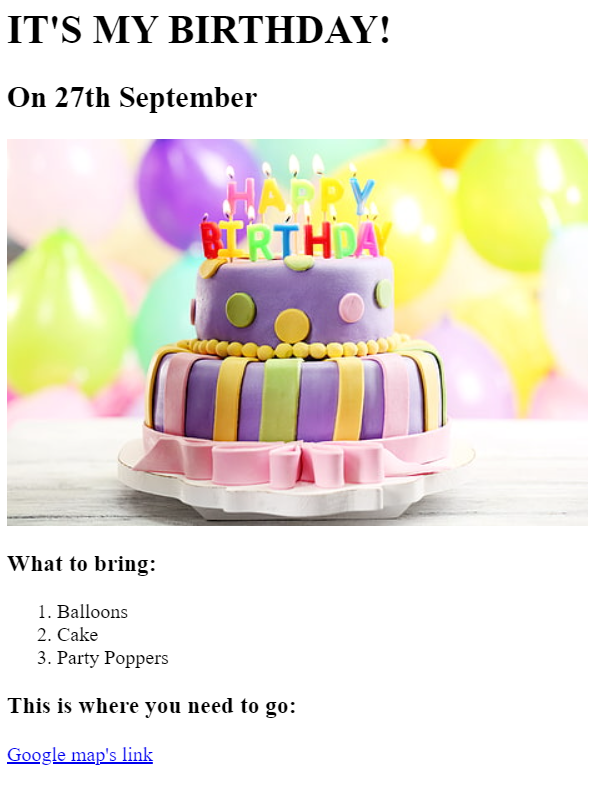 IT'S MY BIRTHDAY!
On 27th September
HAPPY
BIRTHDAY
What to bring:
1. Balloons
2. Cake
3. Party Poppers
This is where you need to go:
Google map's link